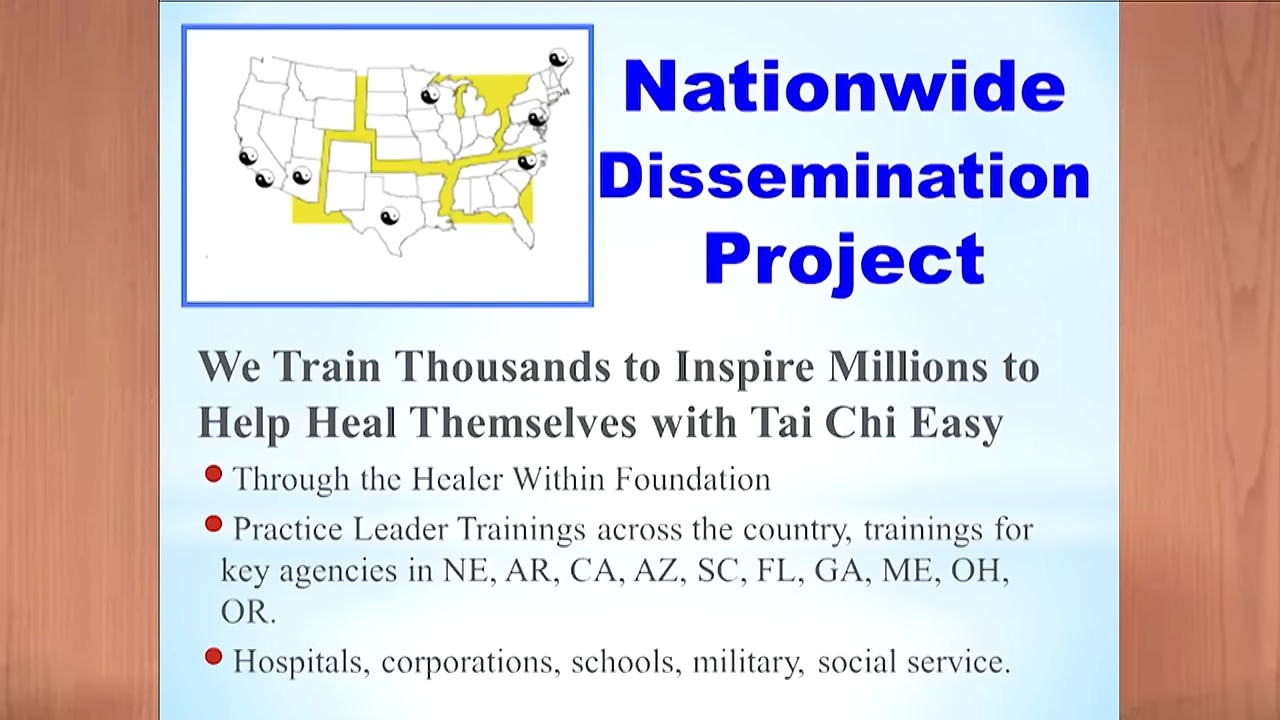 Nationwide
Dissemination
Project
We Train Thousands to Inspire Millions to
Help Heal Themselves with Tai Chi Easy
Through the Healer Within Foundation
Practice Leader Trainings across the country, trainings for
key agencies in NE, AR, CA, AZ, SC, FL, GA, ME, OH,
OR.
Hospitals, corporations, schools, military, social service.